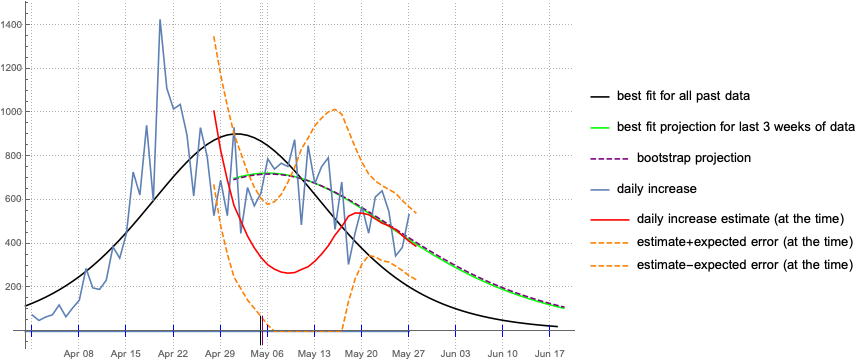 1400
1200
1000
800
600
400
200
Apr 08 Apr 15 Apr 22 Apr 29 May 06 May 13 May 20 May 27 Jun 03 Jun 10 Jun 17
best fit for all past data
best fit projection for last 3 weeks of data
bootstrap projection
daily increase
daily increase estimate (at the time)
estimate+expected error (at the time)
estimate−expected error (at the time)